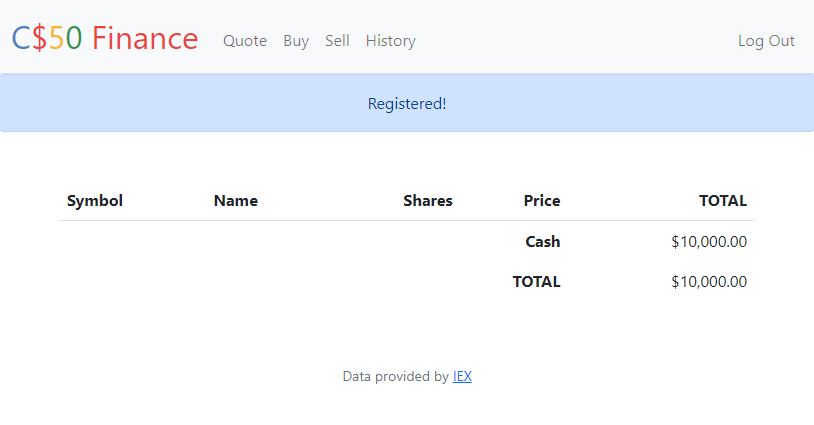 C$50 Finance Quote Buy Sell History Log Out
Registered!
Symbol Name Shares Price TOTAL
Cash $10,000.00
TOTAL $10,000.00
Data provided by IEX